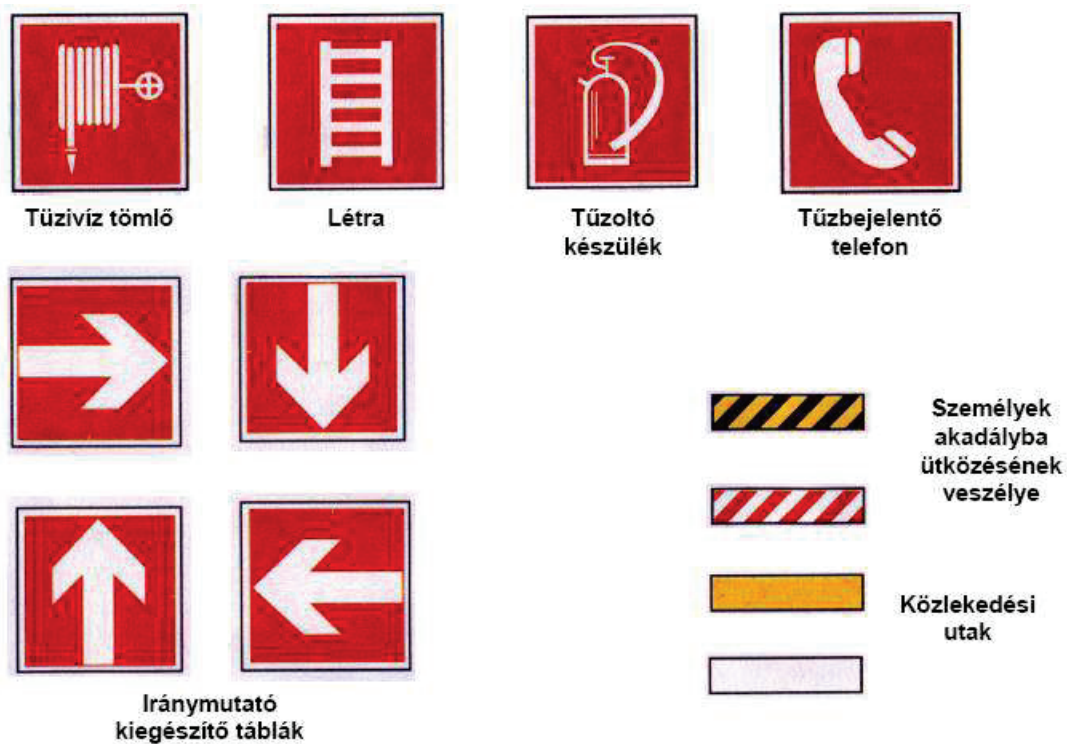 Tüzivíz tömlő
Létra
Tűzoltó
készülék
Tűzbejelentő
telefon
Személyek
akadályba
ütközésének
veszélye
Közlekedési
utak
Iránymutató
kiegészítő táblák